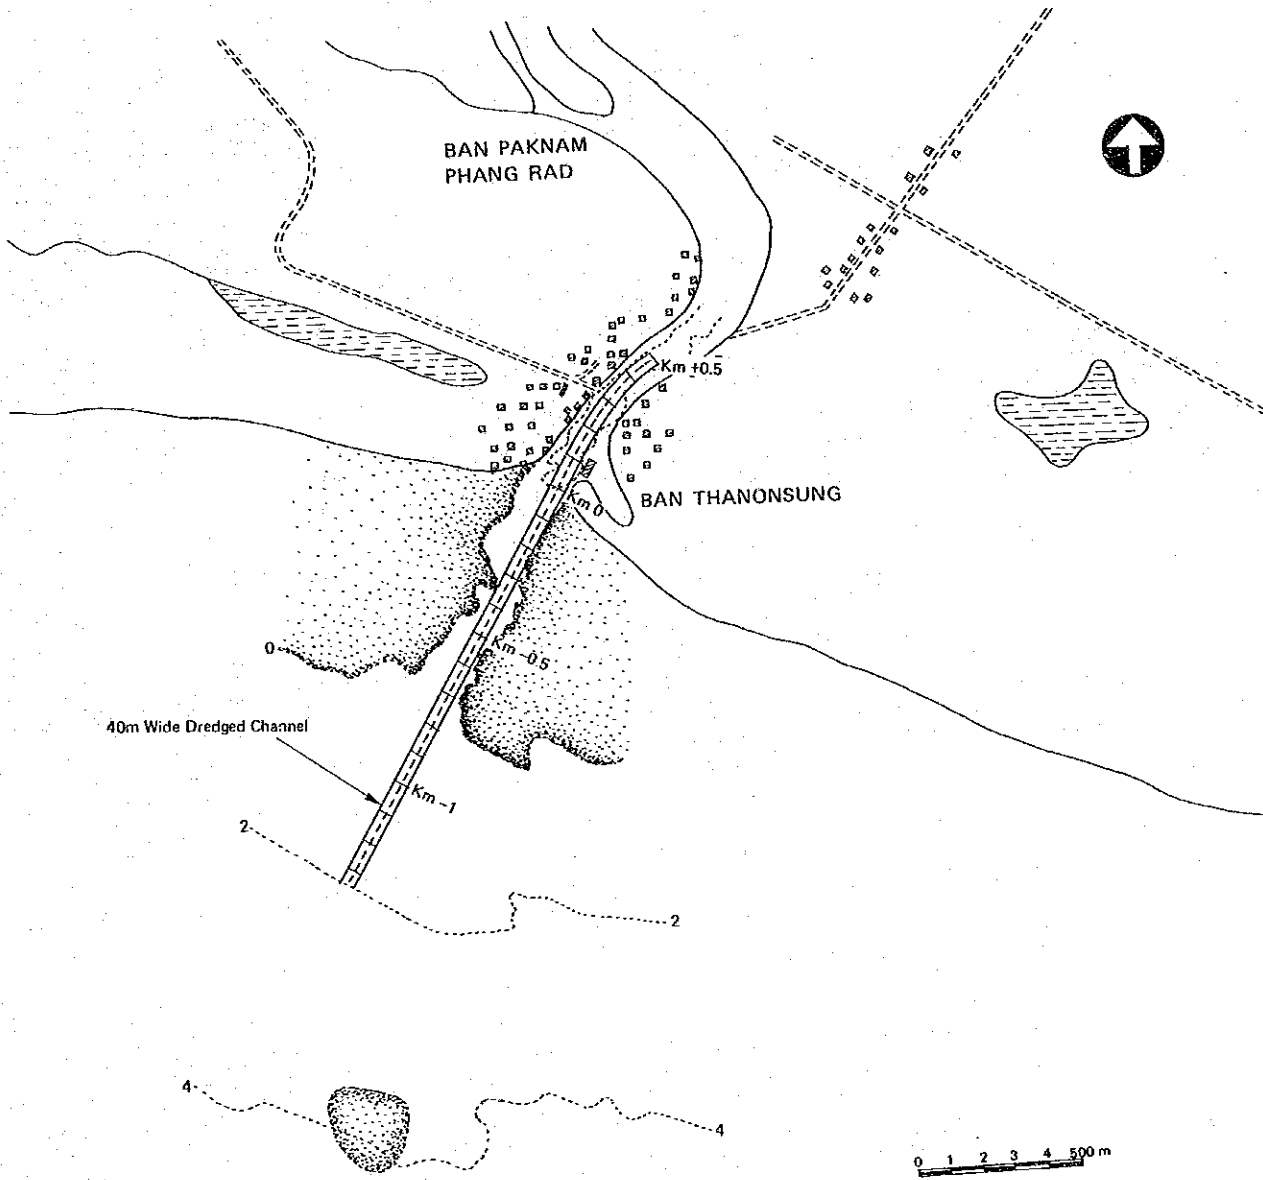 BAN PAKNAM
PHANG RAD
Km +0.5
Km 0
BAN THANONSUNG
0
Km -0.5
40m Wide Dredged Channel
Km -1
2
2
4
4
0 1 2 3 4 500 m